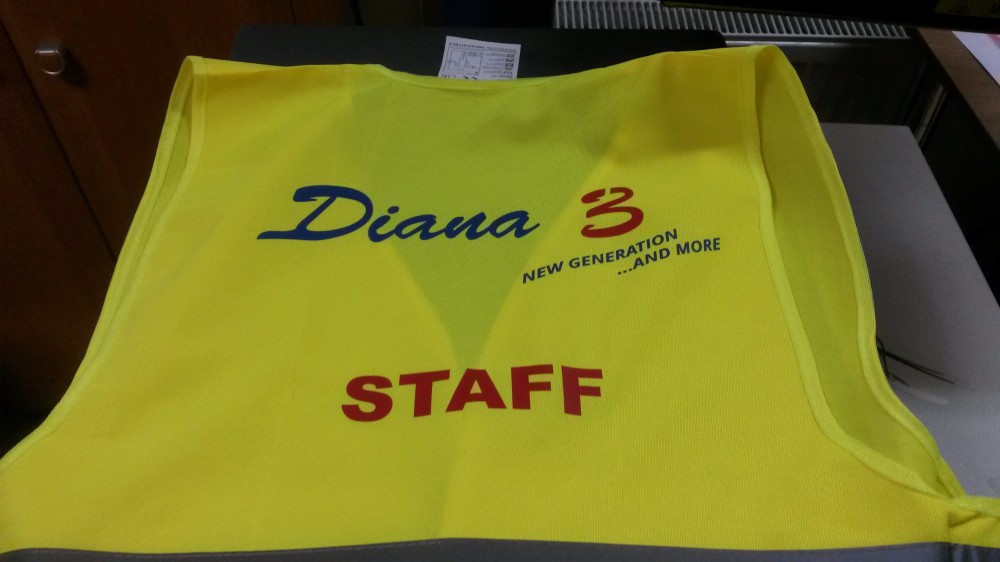 Diana 3
NEW GENERATION
...AND MORE
STAFF